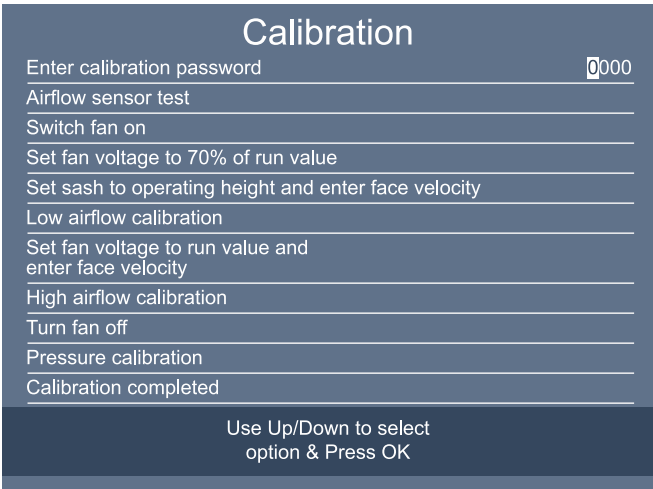 Calibration
Enter calibration password 0000
Airflow sensor test
Switch fan on
Set fan voltage to 70% of run value
Set sash to operating height and enter face velocity
Low airflow calibration
Set fan voltage to run value and
enter face velocity
High airflow calibration
Turn fan off
Pressure calibration
Calibration completed
Use Up/Down to select
option & Press OK